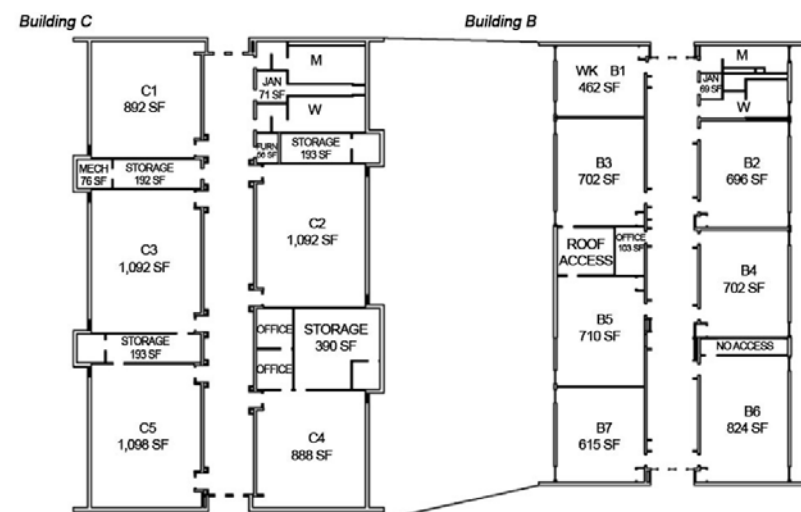 Building C
Building B
C1
892 SF
M
JAN
71 SF
W
FURN
56 SF
STORAGE
193 SF
MECH
76 SF
STORAGE
192 SF
C3
1,092 SF
C2
1,092 SF
STORAGE
193 SF
OFFICE
STORAGE
390 SF
OFFICE
C5
1,098 SF
C4
888 SF
WK B1
462 SF
M
JAN
69 SF
W
B3
702 SF
B2
696 SF
ROOF
ACCESS
OFFICE
103 SF
B4
702 SF
B5
710 SF
NO ACCESS
B7
615 SF
B6
824 SF